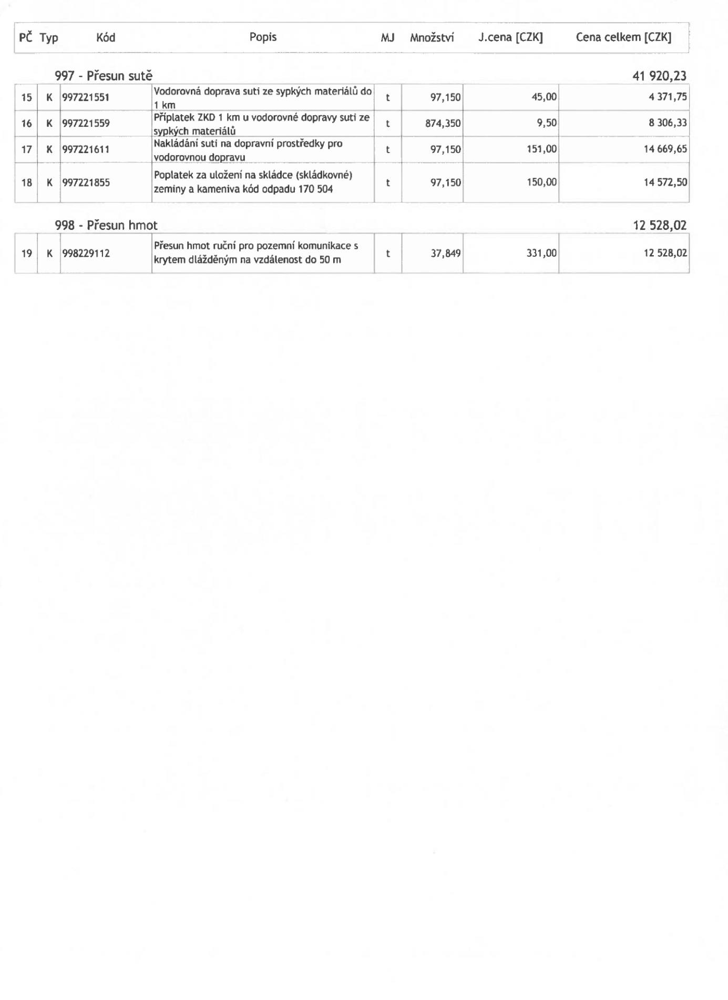 PČ Typ Kód Popis MJ Množství J.cena [CZK] Cena celkem [CZK]
997 - Přesun sutě 41 920,23
15 K 997221551 Vodorovná doprava suti ze sypkých materiálů do 1 km t 97,150 45,00 4 371,75
16 K 997221559 Příplatek ZKD 1 km u vodorovné dopravy suti ze sypkých materiálů t 874,350 9,50 8 306,33
17 K 997221611 Nakládání suti na dopravní prostředky pro vodorovnou dopravu t 97,150 151,00 14 669,65
18 K 997221855 Poplatek za uložení na skládce (skládkovné) zeminy a kameniva kód odpadu 170 504 t 97,150 150,00 14 572,50
998 - Přesun hmot 12 528,02
19 K 998229112 Přesun hmot ruční pro pozemní komunikace s krytem dlážděným na vzdálenost do 50 m t 37,849 331,00 12 528,02